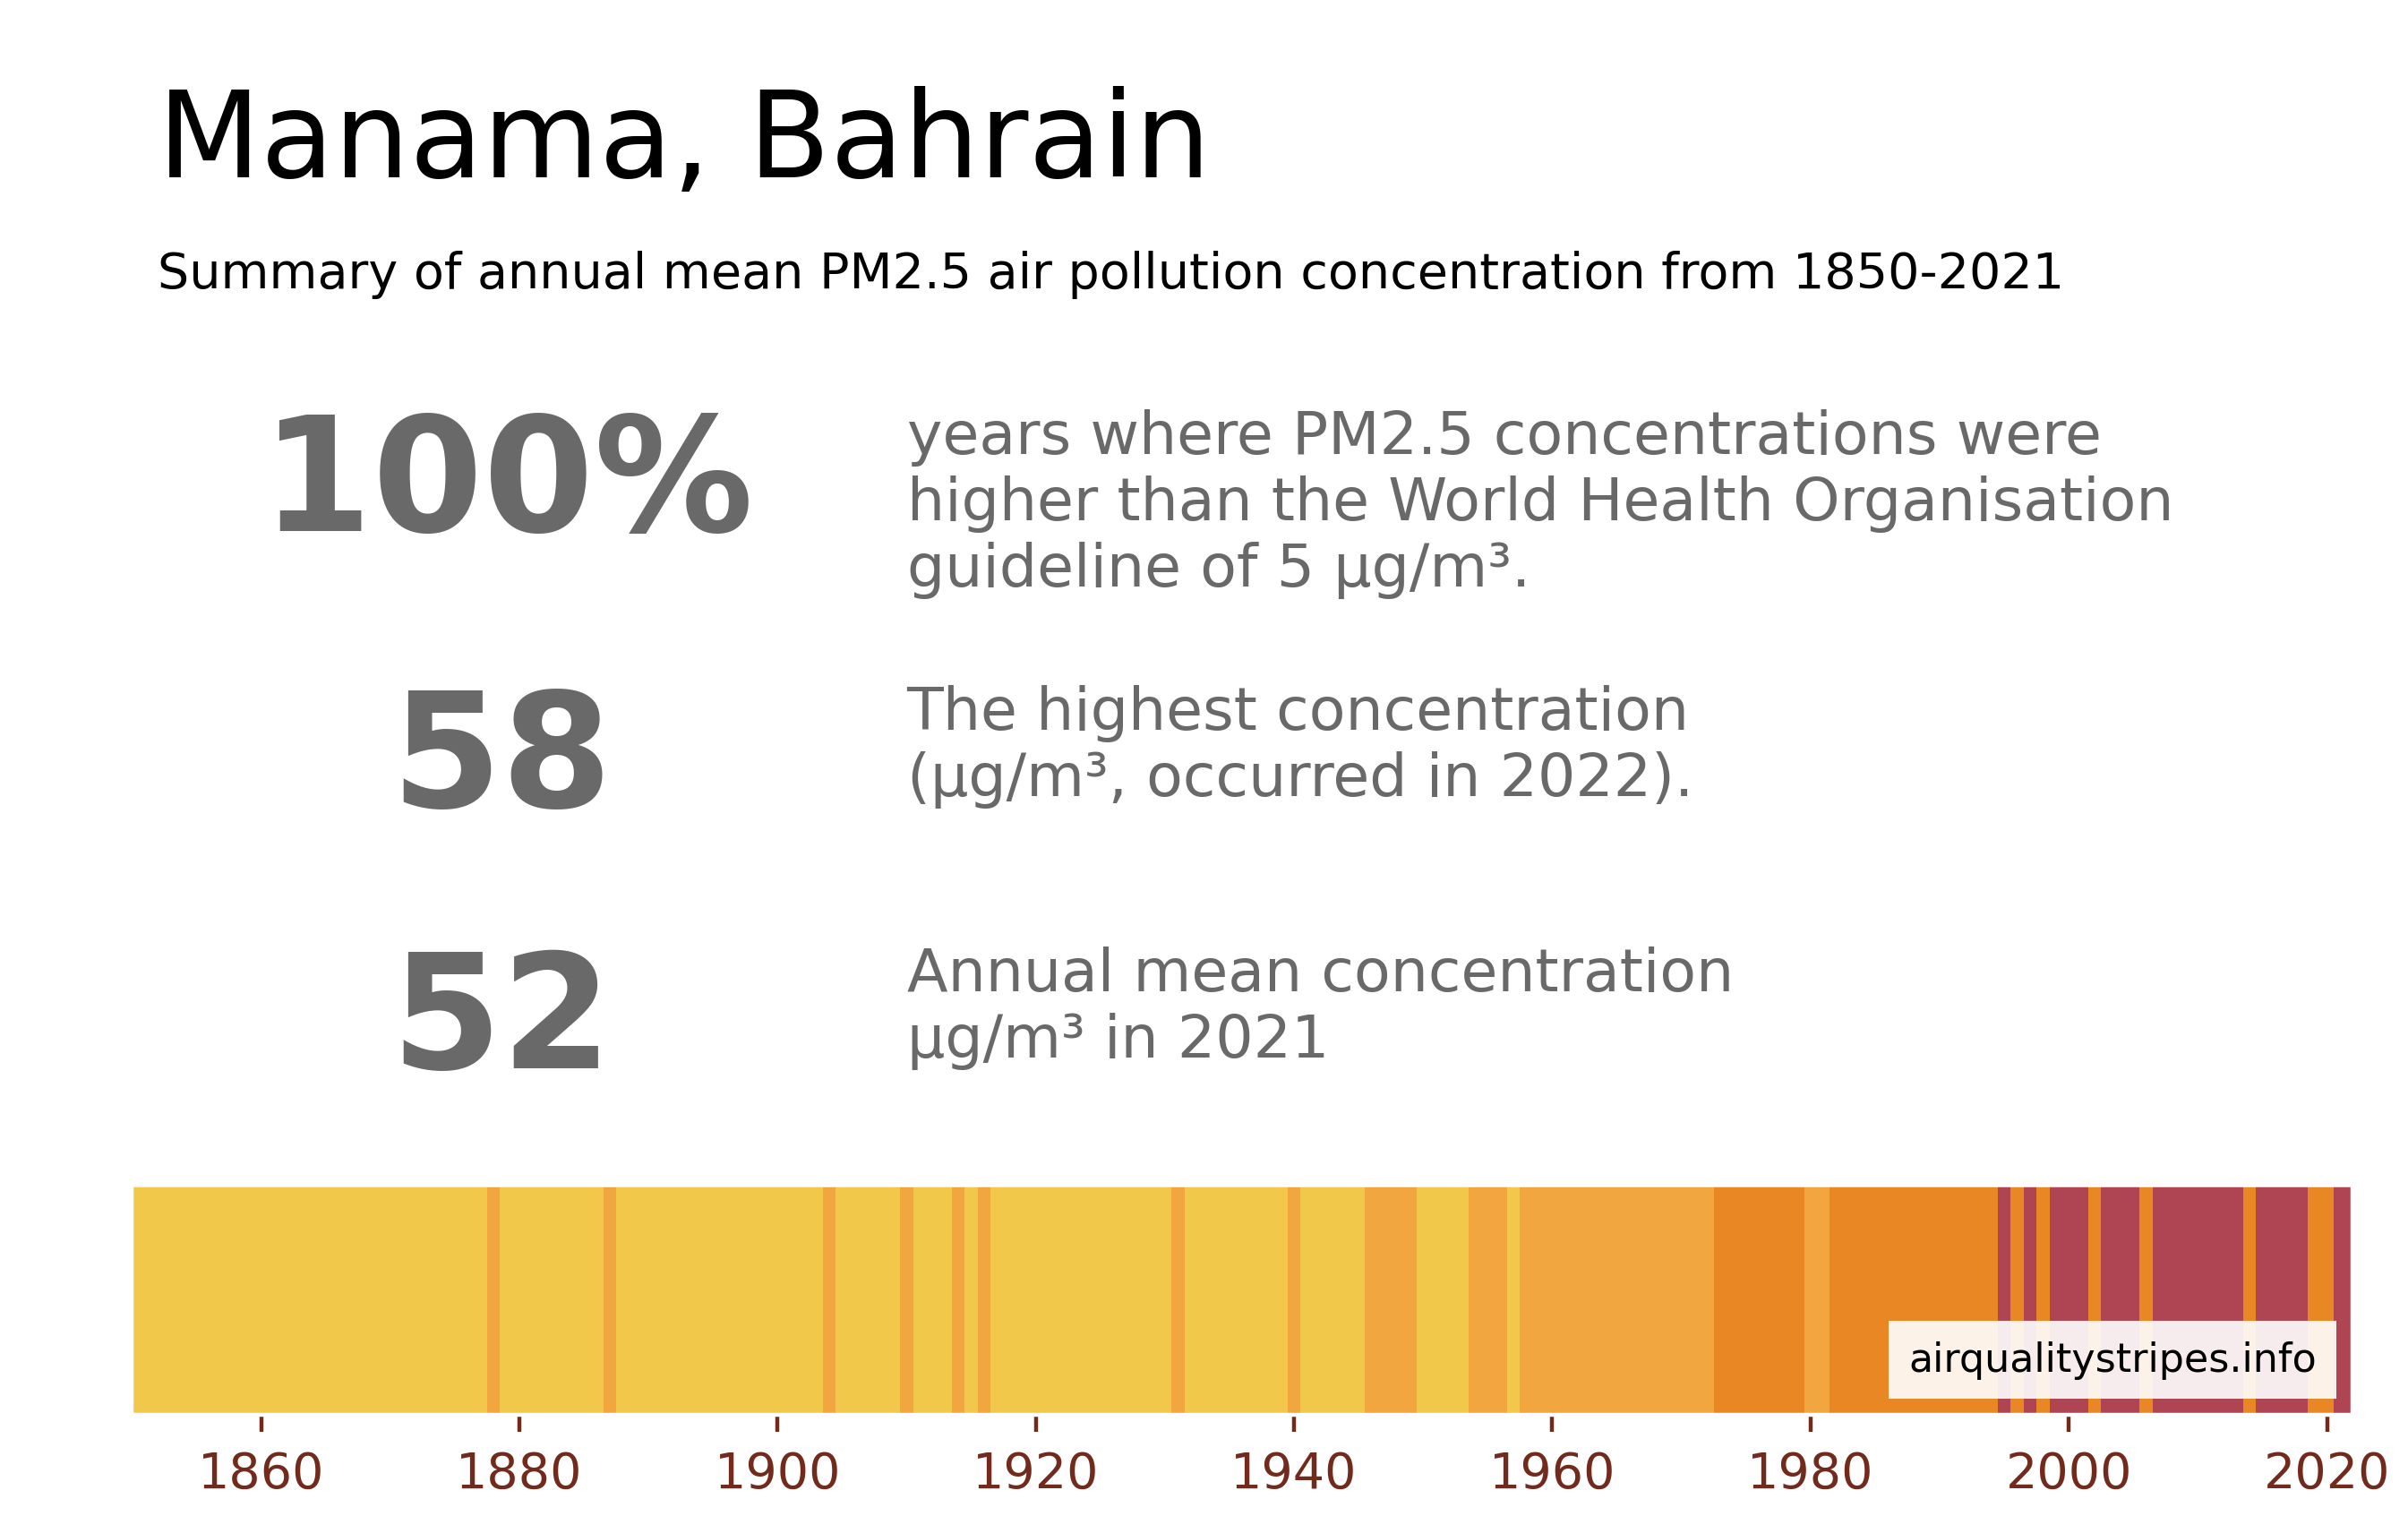 Manama, Bahrain
Summary of annual mean PM2.5 air pollution concentration from 1850-2021
100%
years where PM2.5 concentrations were
higher than the World Health Organisation
guideline of 5 µg/m³.
58
The highest concentration
(µg/m³, occurred in 2022).
52
Annual mean concentration
µg/m³ in 2021
airqualitystripes.info
1860 1880 1900 1920 1940 1960 1980 2000 2020